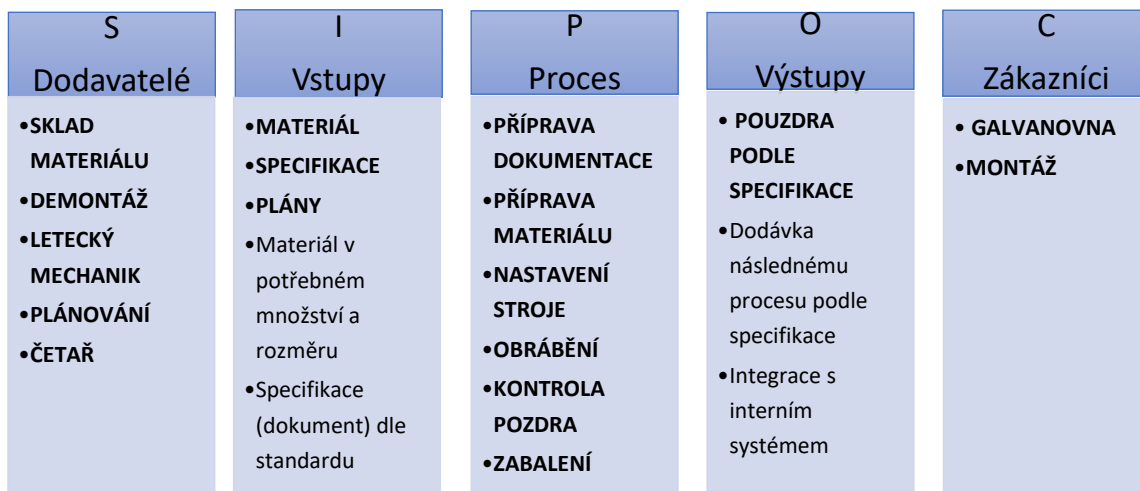 S
Dodavatelé
•SKLAD
MATERIÁLU
•DEMONTÁŽ
•LETECKÝ
MECHANIK
•PLÁNOVÁNÍ
•ČETAŘ
I
Vstupy
•MATERIÁL
•SPECIFIKACE
•PLÁNY
•Materiál v
potřebném
množství a
rozměru
•Specifikace
(dokument) dle
standardu
P
Proces
•PŘÍPRAVA
DOKUMENTACE
•PŘÍPRAVA
MATERIÁLU
•NASTAVENÍ
STROJE
•OBRÁBĚNÍ
•KONTROLA
POZDRA
•ZABALENÍ
O
Výstupy
• POUZDRA
PODLE
SPECIFIKACE
•Dodávka
následnému
procesu podle
specifikace
•Integrace s
interním
systémem
C
Zákazníci
• GALVANOVNA
•MONTÁŽ